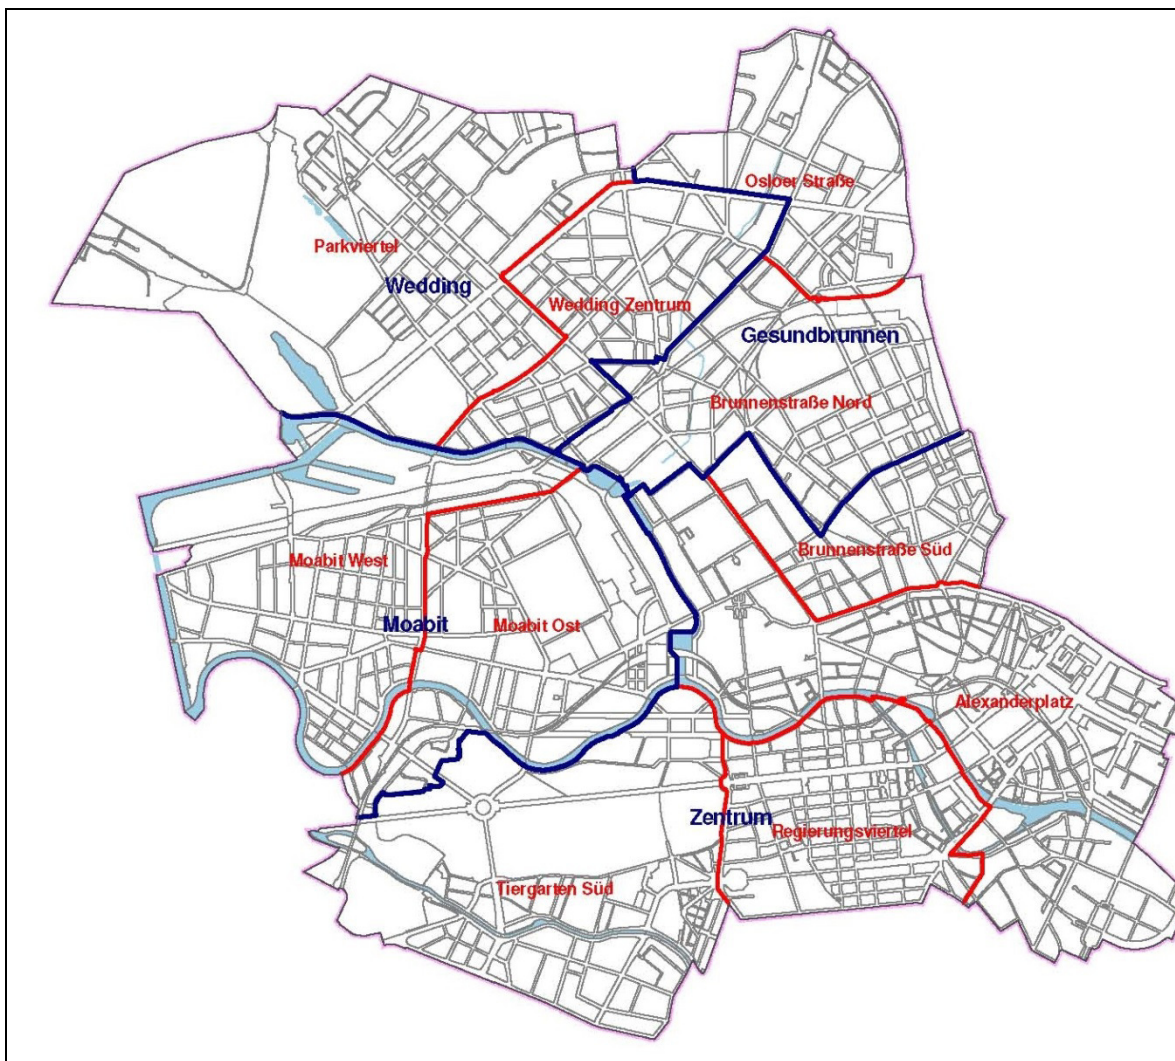 Osloer Straße
Parkviertel
Wedding
Wedding Zentrum
Gesundbrunnen
Brunnenstraße Nord
Brunnenstraße Süd
Moabit West
Moabit
Moabit Ost
Alexanderplatz
Zentrum
Regierungsviertel
Tiergarten Süd